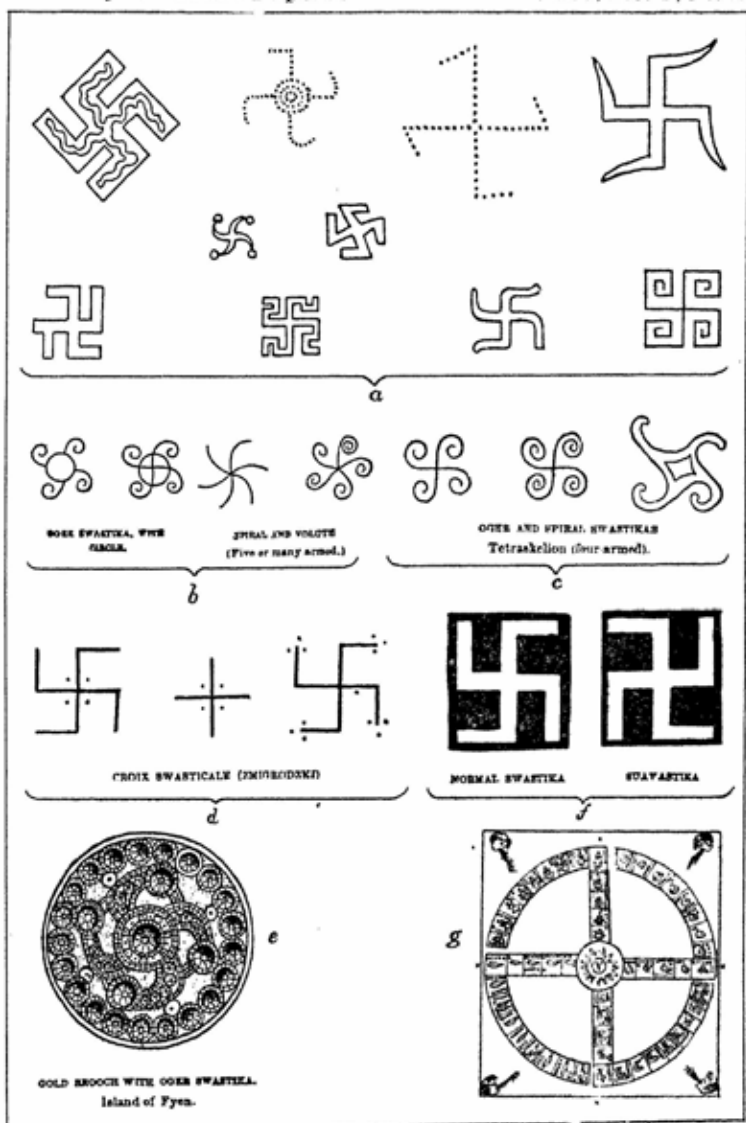 a
OGEE SWASTIKA, WITH
CIRCLE.
SPIRAL AND VOLUTE
(Five or many armed.)
OGEE AND SPIRAL SWASTIKAS
Tetraskelion (four-armed).
b
c
CROIX SWASTICALE (ZMIGRODZKI)
NORMAL SWASTIKA
SUAVASTIKA
d
f
e
g
GOLD BROOCH WITH OGEE SWASTIKA.
Island of Fyen.